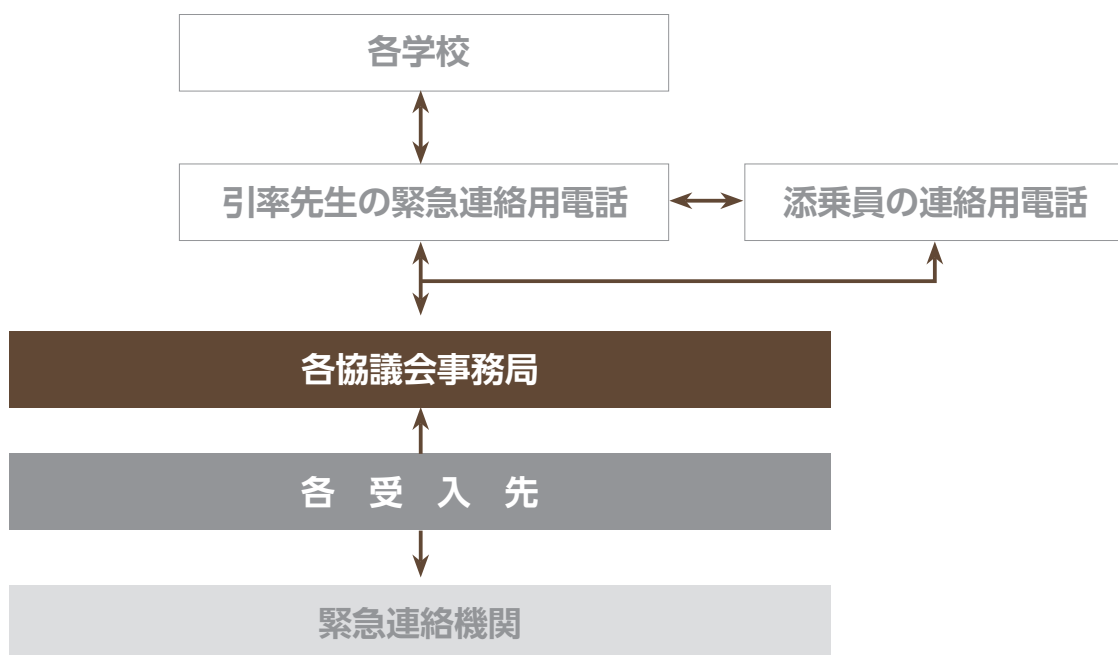 各学校
引率先生の緊急連絡用電話
添乗員の連絡用電話
各協議会事務局
各 受 入 先
緊急連絡機関